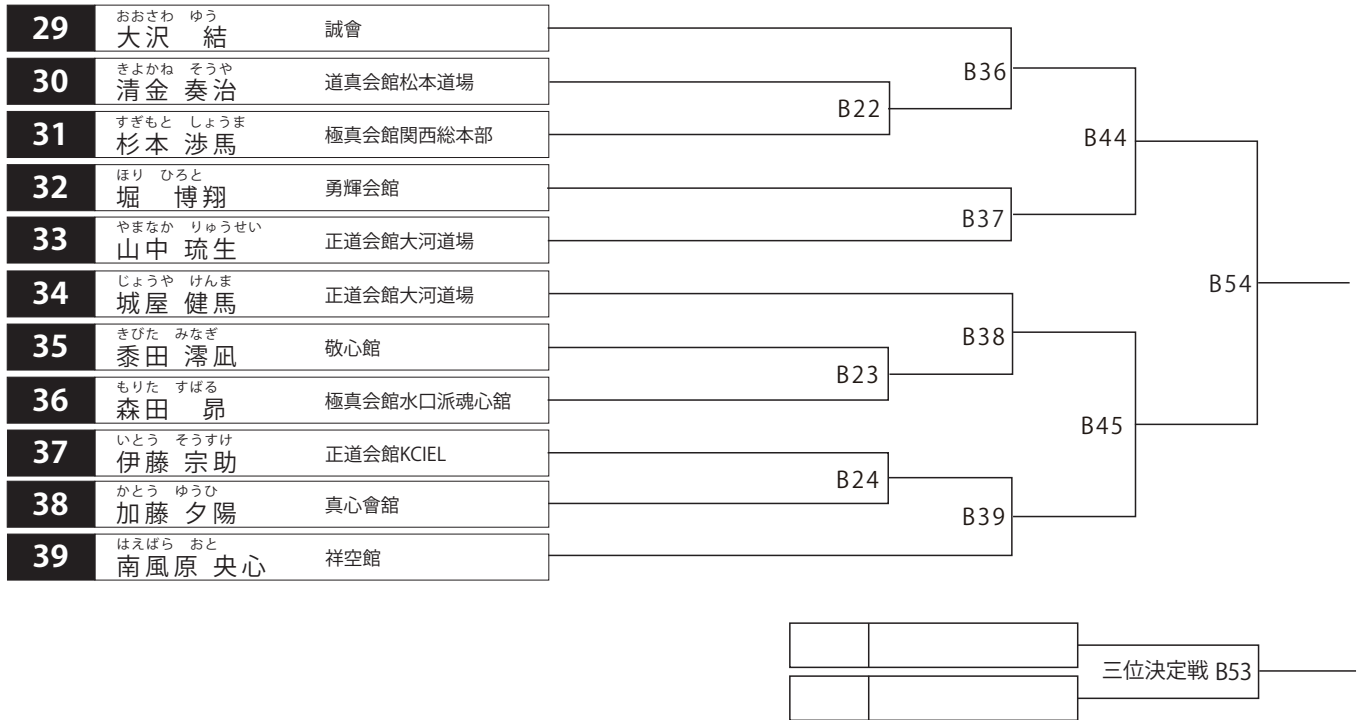 おおさわ ゆう
29 大沢 結 誠會
きよかね そうや
30 清金 奏治 道真会館松本道場
すぎもと しょうま
31 杉本 渉馬 極真会館関西総本部
ほり ひろと
32 堀 博翔 勇輝会館
やまなか りゅうせい
33 山中 琉生 正道会館大河道場
じょうや けんま
34 城屋 健馬 正道会館大河道場
きびた みなぎ
35 黍田 澪凪 敬心館
もりた すばる
36 森田 昴 極真会館水口派魂心舘
いとう そうすけ
37 伊藤 宗助 正道会館KCIEL
かとう ゆうひ
38 加藤 夕陽 真心會舘
はえばら おと
39 南風原 央心 祥空館
B22
B23
B24
B36
B37
B38
B39
B44
B45
B54
三位決定戦 B53